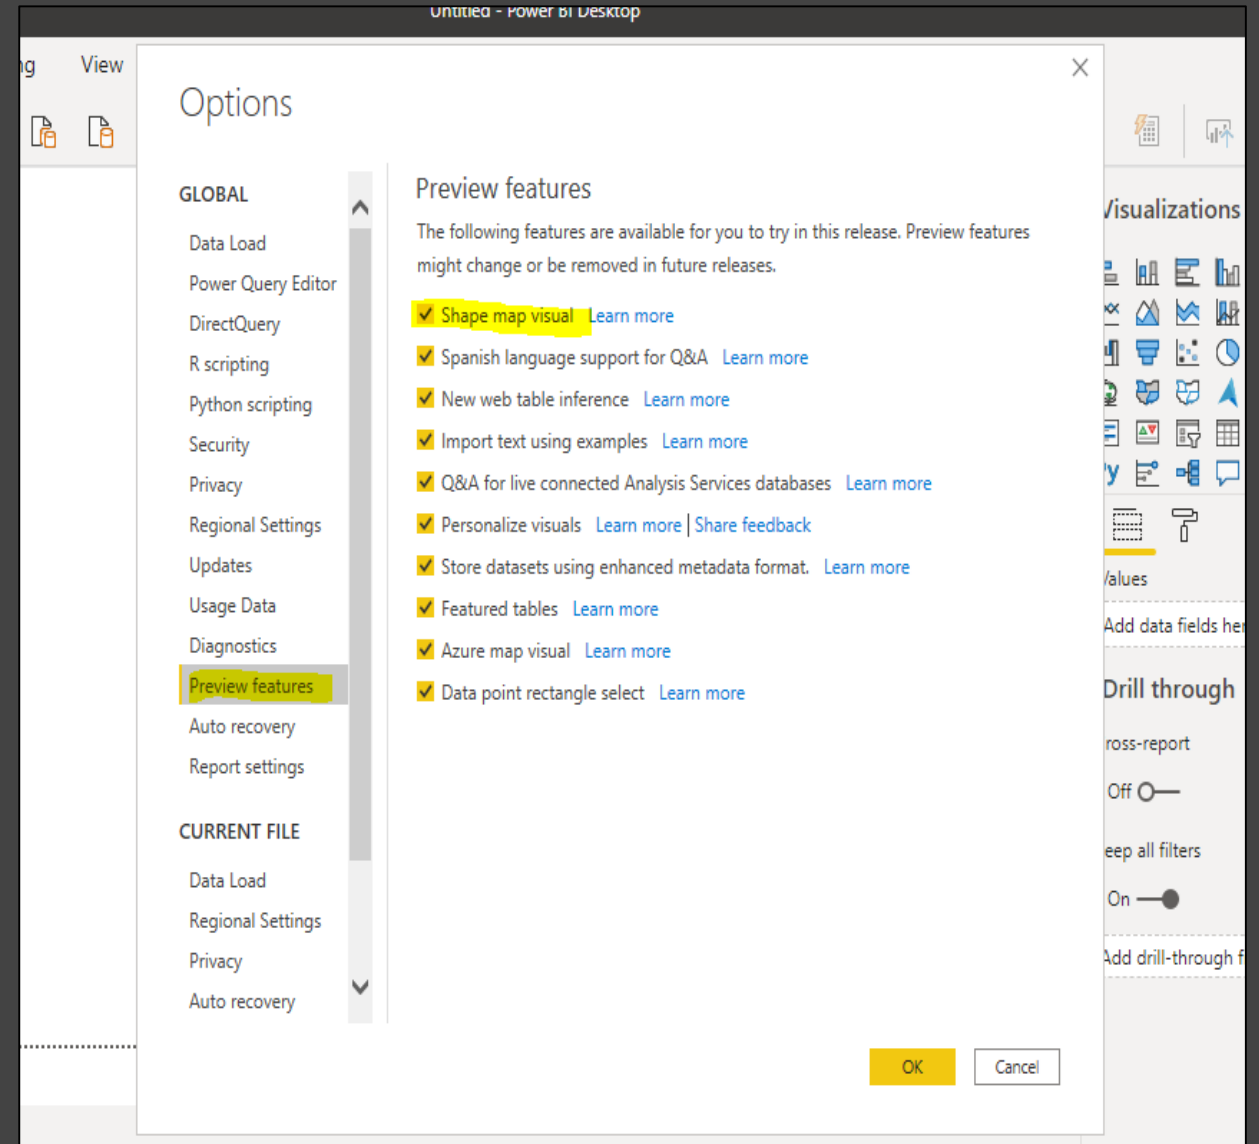 Untitled - Power BI Desktop
View
Options
GLOBAL
Data Load
Power Query Editor
DirectQuery
R scripting
Python scripting
Security
Privacy
Regional Settings
Updates
Usage Data
Diagnostics
Preview features
Auto recovery
Report settings
CURRENT FILE
Data Load
Regional Settings
Privacy
Auto recovery
Preview features
The following features are available for you to try in this release. Preview features
might change or be removed in future releases.
Shape map visual Learn more
Spanish language support for Q&A Learn more
New web table inference Learn more
Import text using examples Learn more
Q&A for live connected Analysis Services databases Learn more
Personalize visuals Learn more | Share feedback
Store datasets using enhanced metadata format. Learn more
Featured tables Learn more
Azure map visual Learn more
Data point rectangle select Learn more
OK Cancel
Visualizations
Values
Add data fields her
Drill through
ross-report
Off
eep all filters
On
Add drill-through f